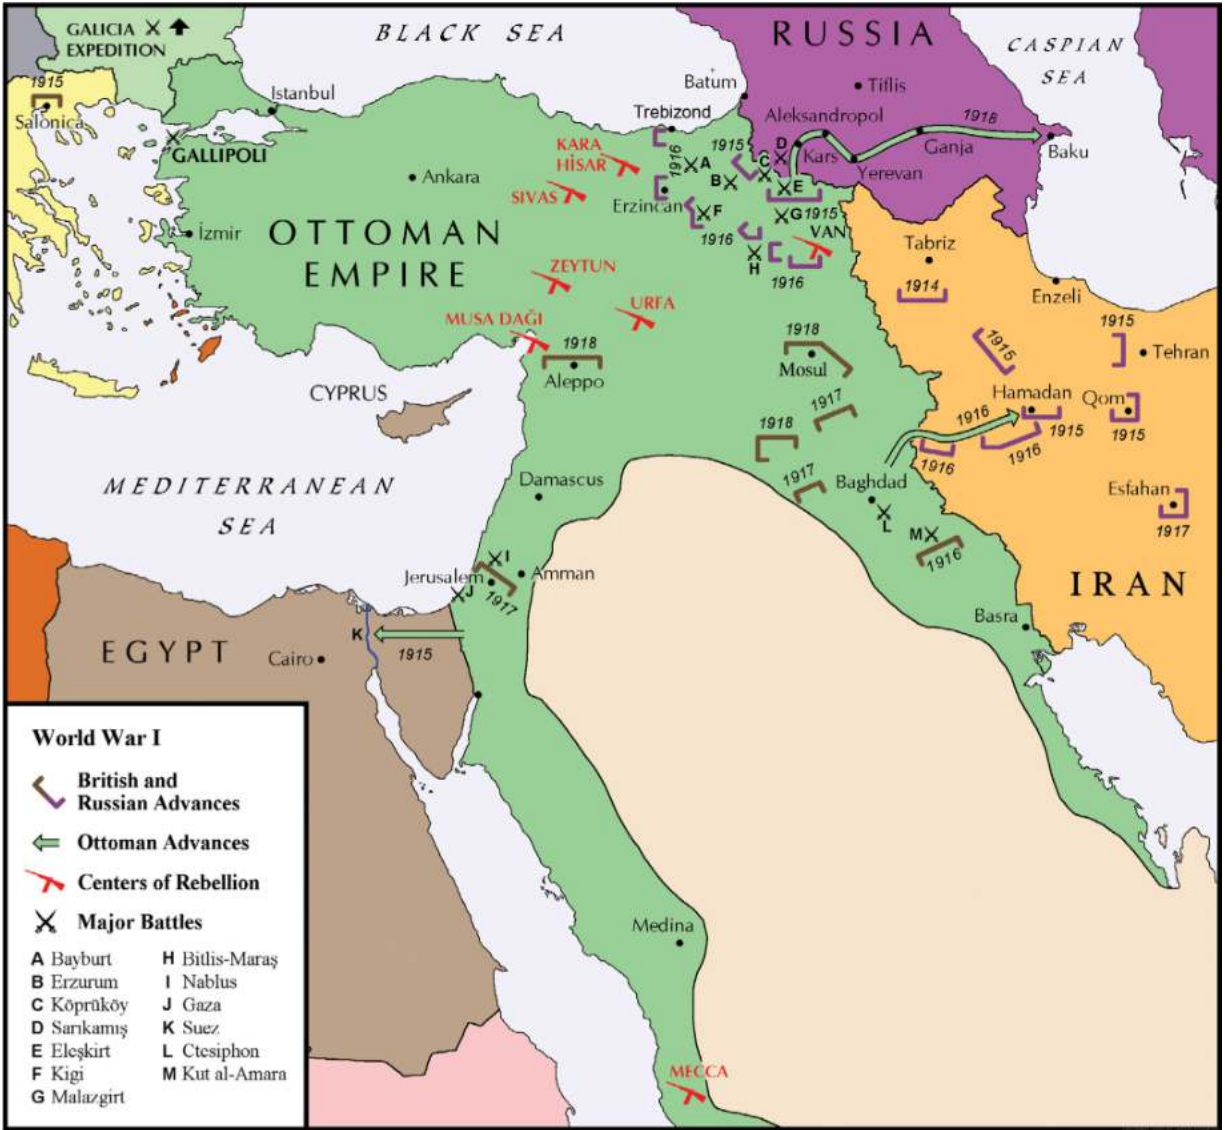 GALICIA
EXPEDITION
BLACK SEA
RUSSIA
CASPIAN
SEA
1915
Salonica
Istanbul
GALLIPOLI
Batum
Tiflis
Trebizond
Aleksandropol
1918
KARA
HİSAR
1916
A
1915
C
D
Kars
Ganja
Baku
Yerevan
SIVAS
Ankara
B
E
Erzincan
F
G
1915
VAN
İzmir
OTTOMAN
EMPIRE
1916
H
1916
Tabriz
1914
Enzeli
ZEYTUN
URFA
MUSA DAĞI
1918
Aleppo
1918
Mosul
1915
1915
Tehran
CYPRUS
1917
Hamadan
1916
1915
Qom
1915
1918
1916
1916
MEDITERRANEAN
SEA
Damascus
1917
Baghdad
L
Esfahan
1917
M
1916
I
Jerusalem
J
1917
Amman
IRAN
Basra
K
1915
EGYPT
Cairo
Medina
MECCA
World War I
British and
Russian Advances
Ottoman Advances
Centers of Rebellion
Major Battles
A Bayburt
B Erzurum
C Köprüköy
D Sarıkamış
E Eleşkirt
F Kigi
G Malazgirt
H Bitlis-Maraş
I Nablus
J Gaza
K Suez
L Ctesiphon
M Kut al-Amara